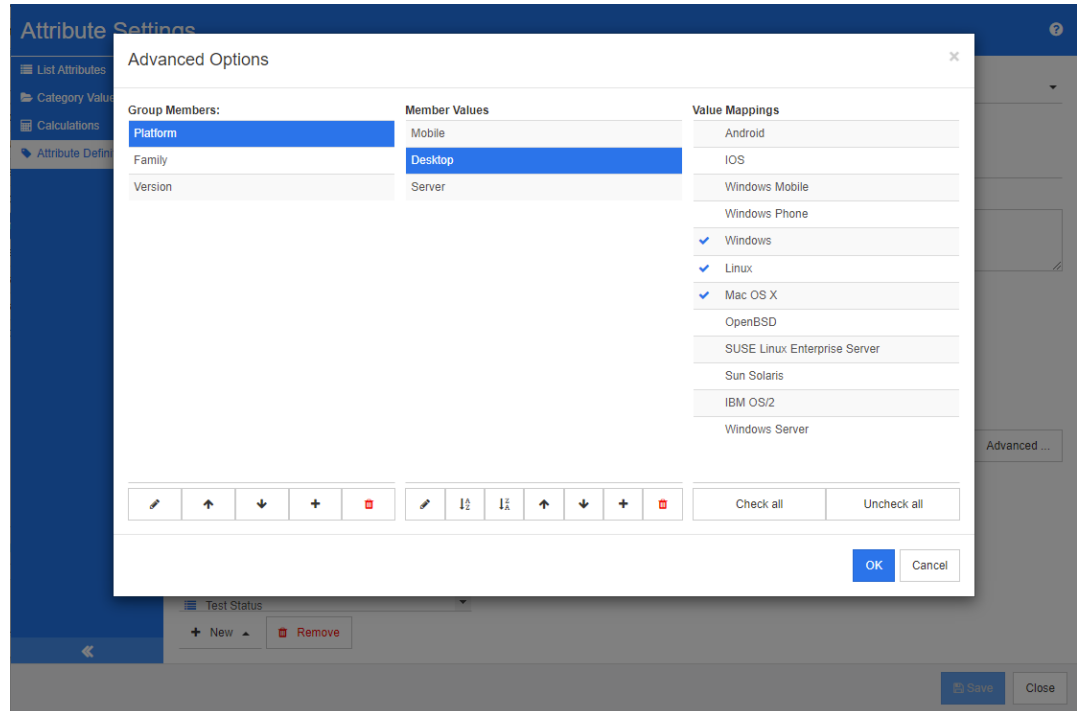 Attribute Settings
List Attributes
Category Value
Calculations
Attribute Defini
Advanced Options
×
Group Members:
Platform
Family
Version
Member Values
Mobile
Desktop
Server
Value Mappings
Android
IOS
Windows Mobile
Windows Phone
Windows
Linux
Mac OS X
OpenBSD
SUSE Linux Enterprise Server
Sun Solaris
IBM OS/2
Windows Server
Check all
Uncheck all
OK
Cancel
Advanced ...
Test Status
New
Remove
Save
Close